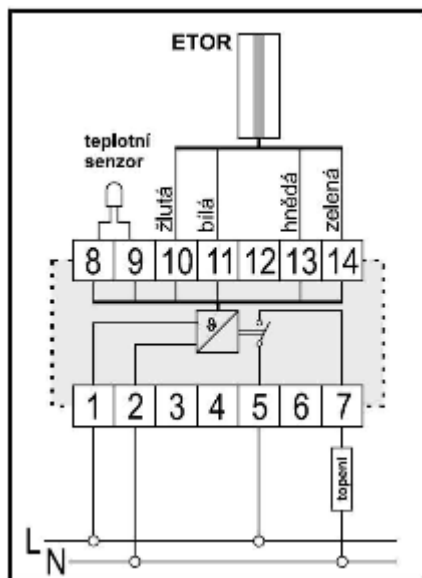 ETOR
teplotní
senzor
žlutá
bílá
hnědá
zelená
8 9 10 11 12 13 14
ϑ
1 2 3 4 5 6 7
topení
L
N